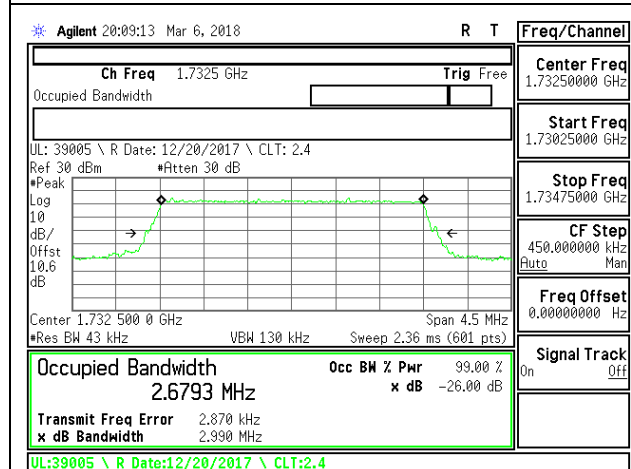 Agilent 20:09:13 Mar 6, 2018 R T
Ch Freq 1.7325 GHz Trig Free
Occupied Bandwidth
UL: 39005 \ R Date: 12/20/2017 \ CLT: 2.4
Ref 30 dBm #Atten 30 dB
#Peak
Log
10
dB/
Offst
10.6
dB
Center 1.732 500 0 GHz Span 4.5 MHz
#Res BW 43 kHz VBW 130 kHz Sweep 2.36 ms (601 pts)
Occupied Bandwidth Occ BW % Pwr 99.00 %
2.6793 MHz x dB -26.00 dB
Transmit Freq Error 2.870 kHz
x dB Bandwidth 2.990 MHz
UL:39005 \ R Date:12/20/2017 \ CLT:2.4
Freq/Channel
Center Freq
1.73250000 GHz
Start Freq
1.73025000 GHz
Stop Freq
1.73475000 GHz
CF Step
450.000000 kHz
Auto Man
Freq Offset
0.00000000 Hz
Signal Track
On Off